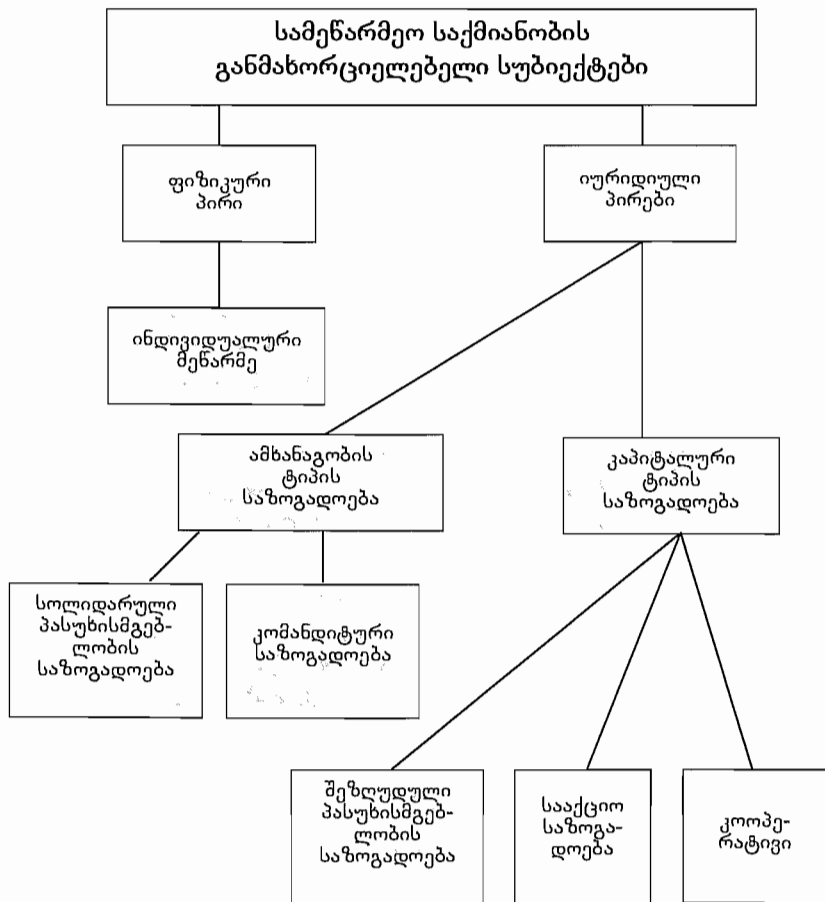 სამეწარმეო საქმიანობის
განმახორციელებელი სუბიექტები
ფიზიკური
პირი
იურიდიული
პირები
ინდივიდუალური
მეწარმე
ამხანაგობის
ტიპის
საზოგადოება
კაპიტალური
ტიპის
საზოგადოება
სოლიდარული
პასუხისმგებ-
ლობის
საზოგადოება
კომანდიტური
საზოგადოება
შეზღუდული
პასუხისმგებ-
ლობის
საზოგადოება
სააქციო
საზოგა-
დოება
კოოპე-
რატივი